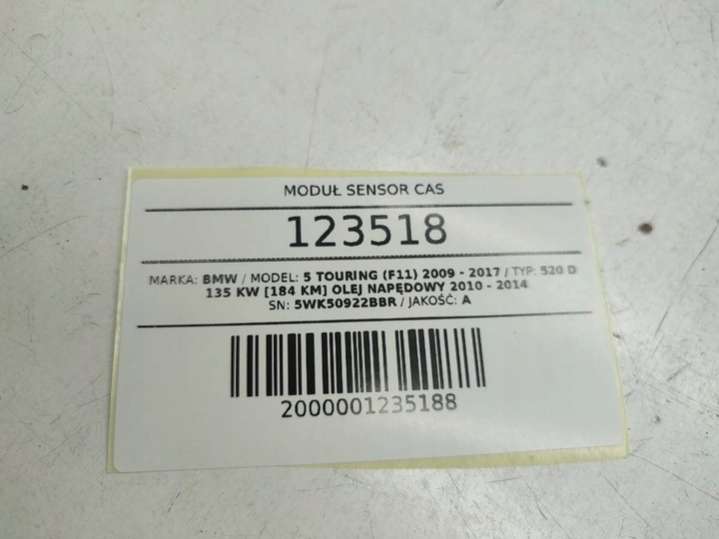 MODUŁ SENSOR CAS
123518
MARKA: BMW / MODEL: 5 TOURING (F11) 2009 - 2017 / TYP: 520 D
135 KW [184 KM] OLEJ NAPĘDOWY 2010 - 2014
SN: 5WK50922BBR / JAKOŚĆ: A
2000001235188